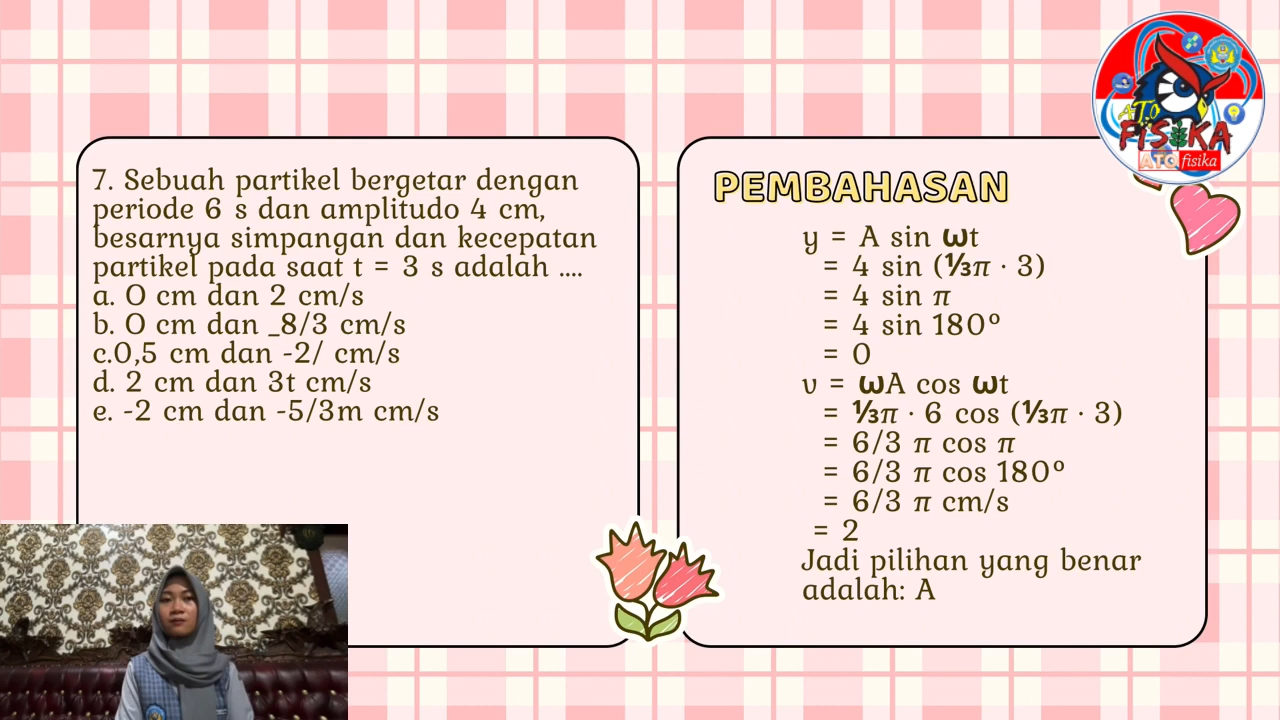 7. Sebuah partikel bergetar dengan
periode 6 s dan amplitudo 4 cm,
besarnya simpangan dan kecepatan
partikel pada saat t = 3 s adalah ....
a. 0 cm dan 2 cm/s
b. 0 cm dan _8/3 cm/s
c.0,5 cm dan -2/ cm/s
d. 2 cm dan 3t cm/s
e. -2 cm dan -5/3m cm/s
PEMBAHASAN
y = A sin ωt
= 4 sin (⅓π · 3)
= 4 sin π
= 4 sin 180º
= 0
υ = ωA cos ωt
= ⅓π · 6 cos (⅓π · 3)
= 6/3 π cos π
= 6/3 π cos 180º
= 6/3 π cm/s
= 2
Jadi pilihan yang benar
adalah: A
ATQ
FISIKA
ATQ fisika